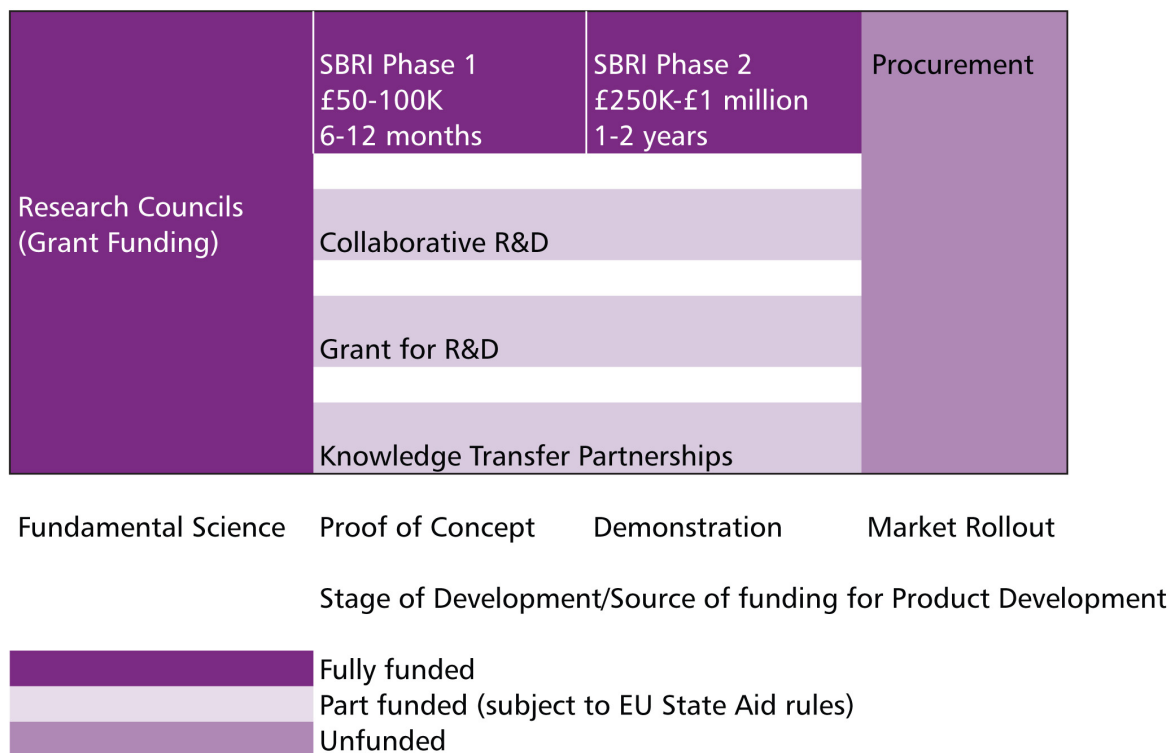 Research Councils
(Grant Funding)
SBRI Phase 1
£50-100K
6-12 months
SBRI Phase 2
£250K-£1 million
1-2 years
Procurement
Collaborative R&D
Grant for R&D
Knowledge Transfer Partnerships
Fundamental Science
Proof of Concept
Demonstration
Market Rollout
Stage of Development/Source of funding for Product Development
Fully funded
Part funded (subject to EU State Aid rules)
Unfunded